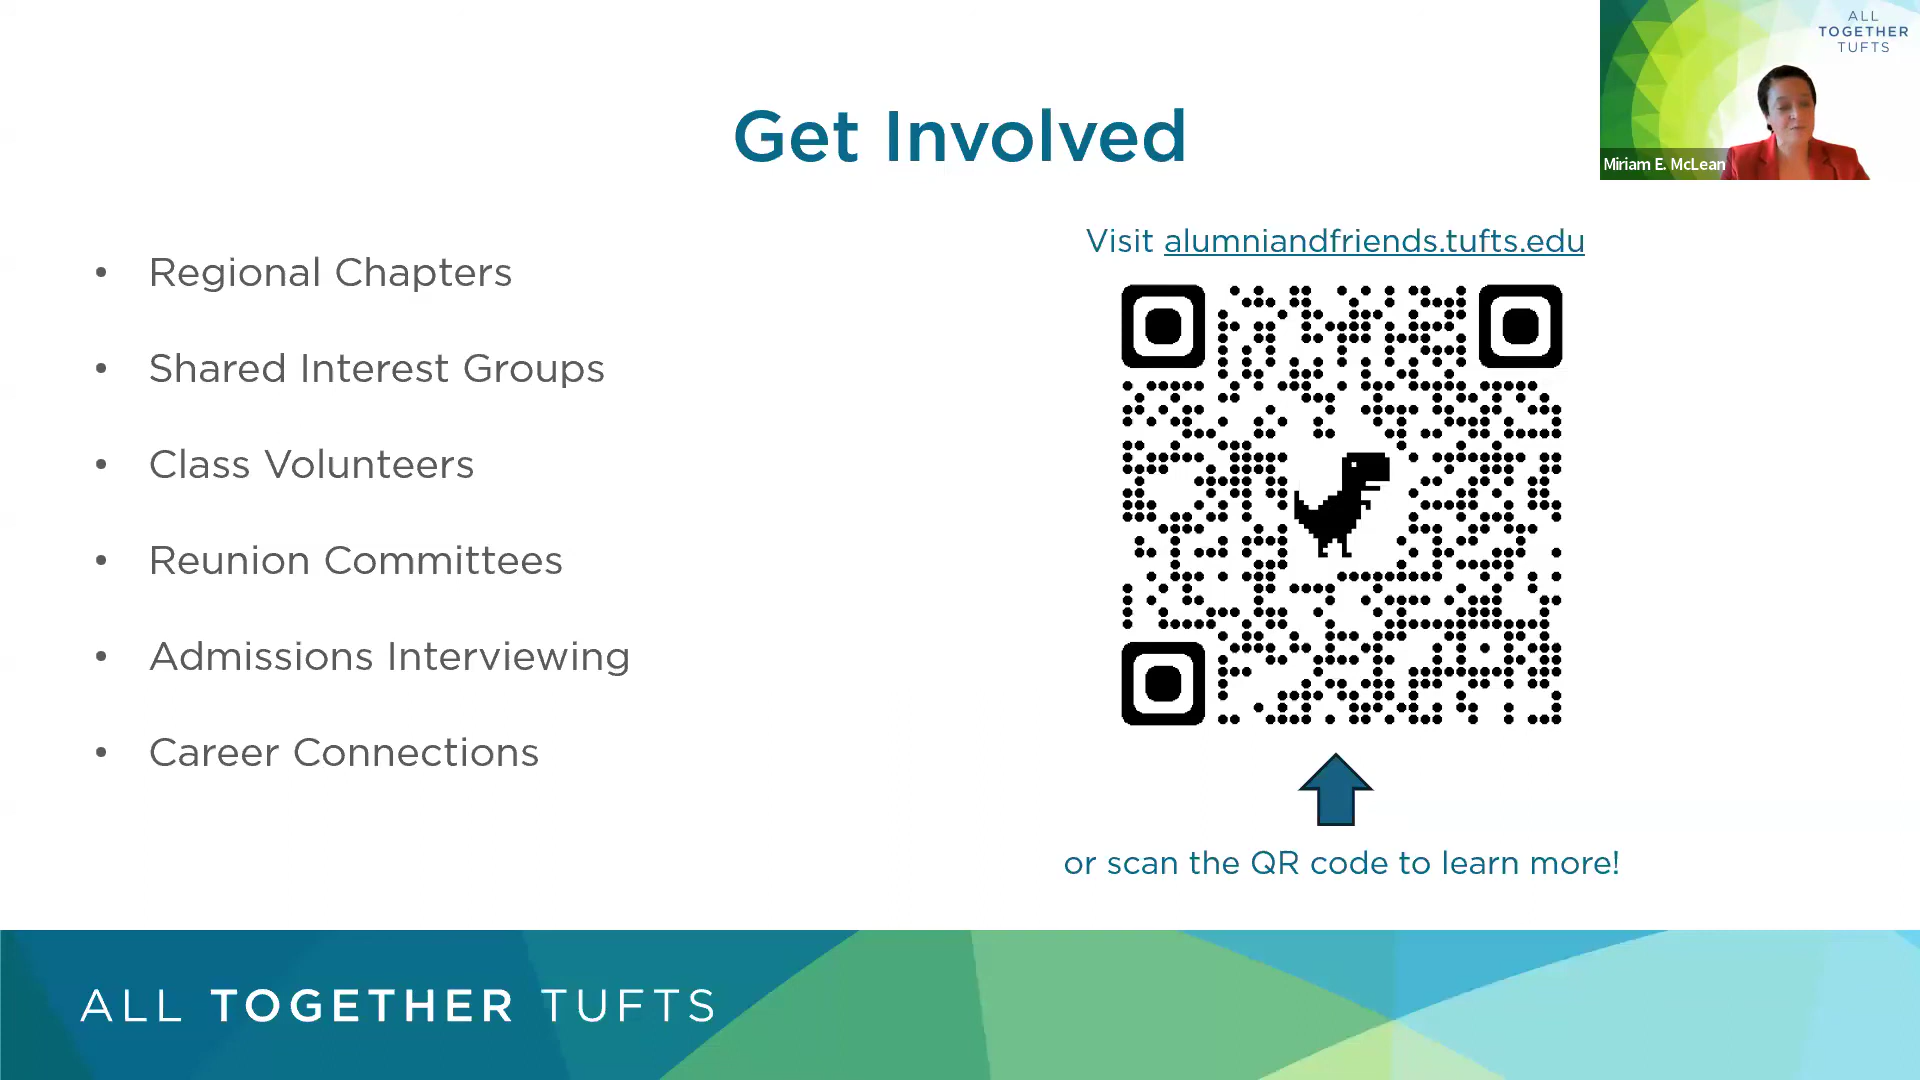 Get Involved
ALL
TOGETHER
TUFTS
Miriam E. McLean
• Regional Chapters
• Shared Interest Groups
• Class Volunteers
• Reunion Committees
• Admissions Interviewing
• Career Connections
Visit alumniandfriends.tufts.edu
or scan the QR code to learn more!
ALL TOGETHER TUFTS